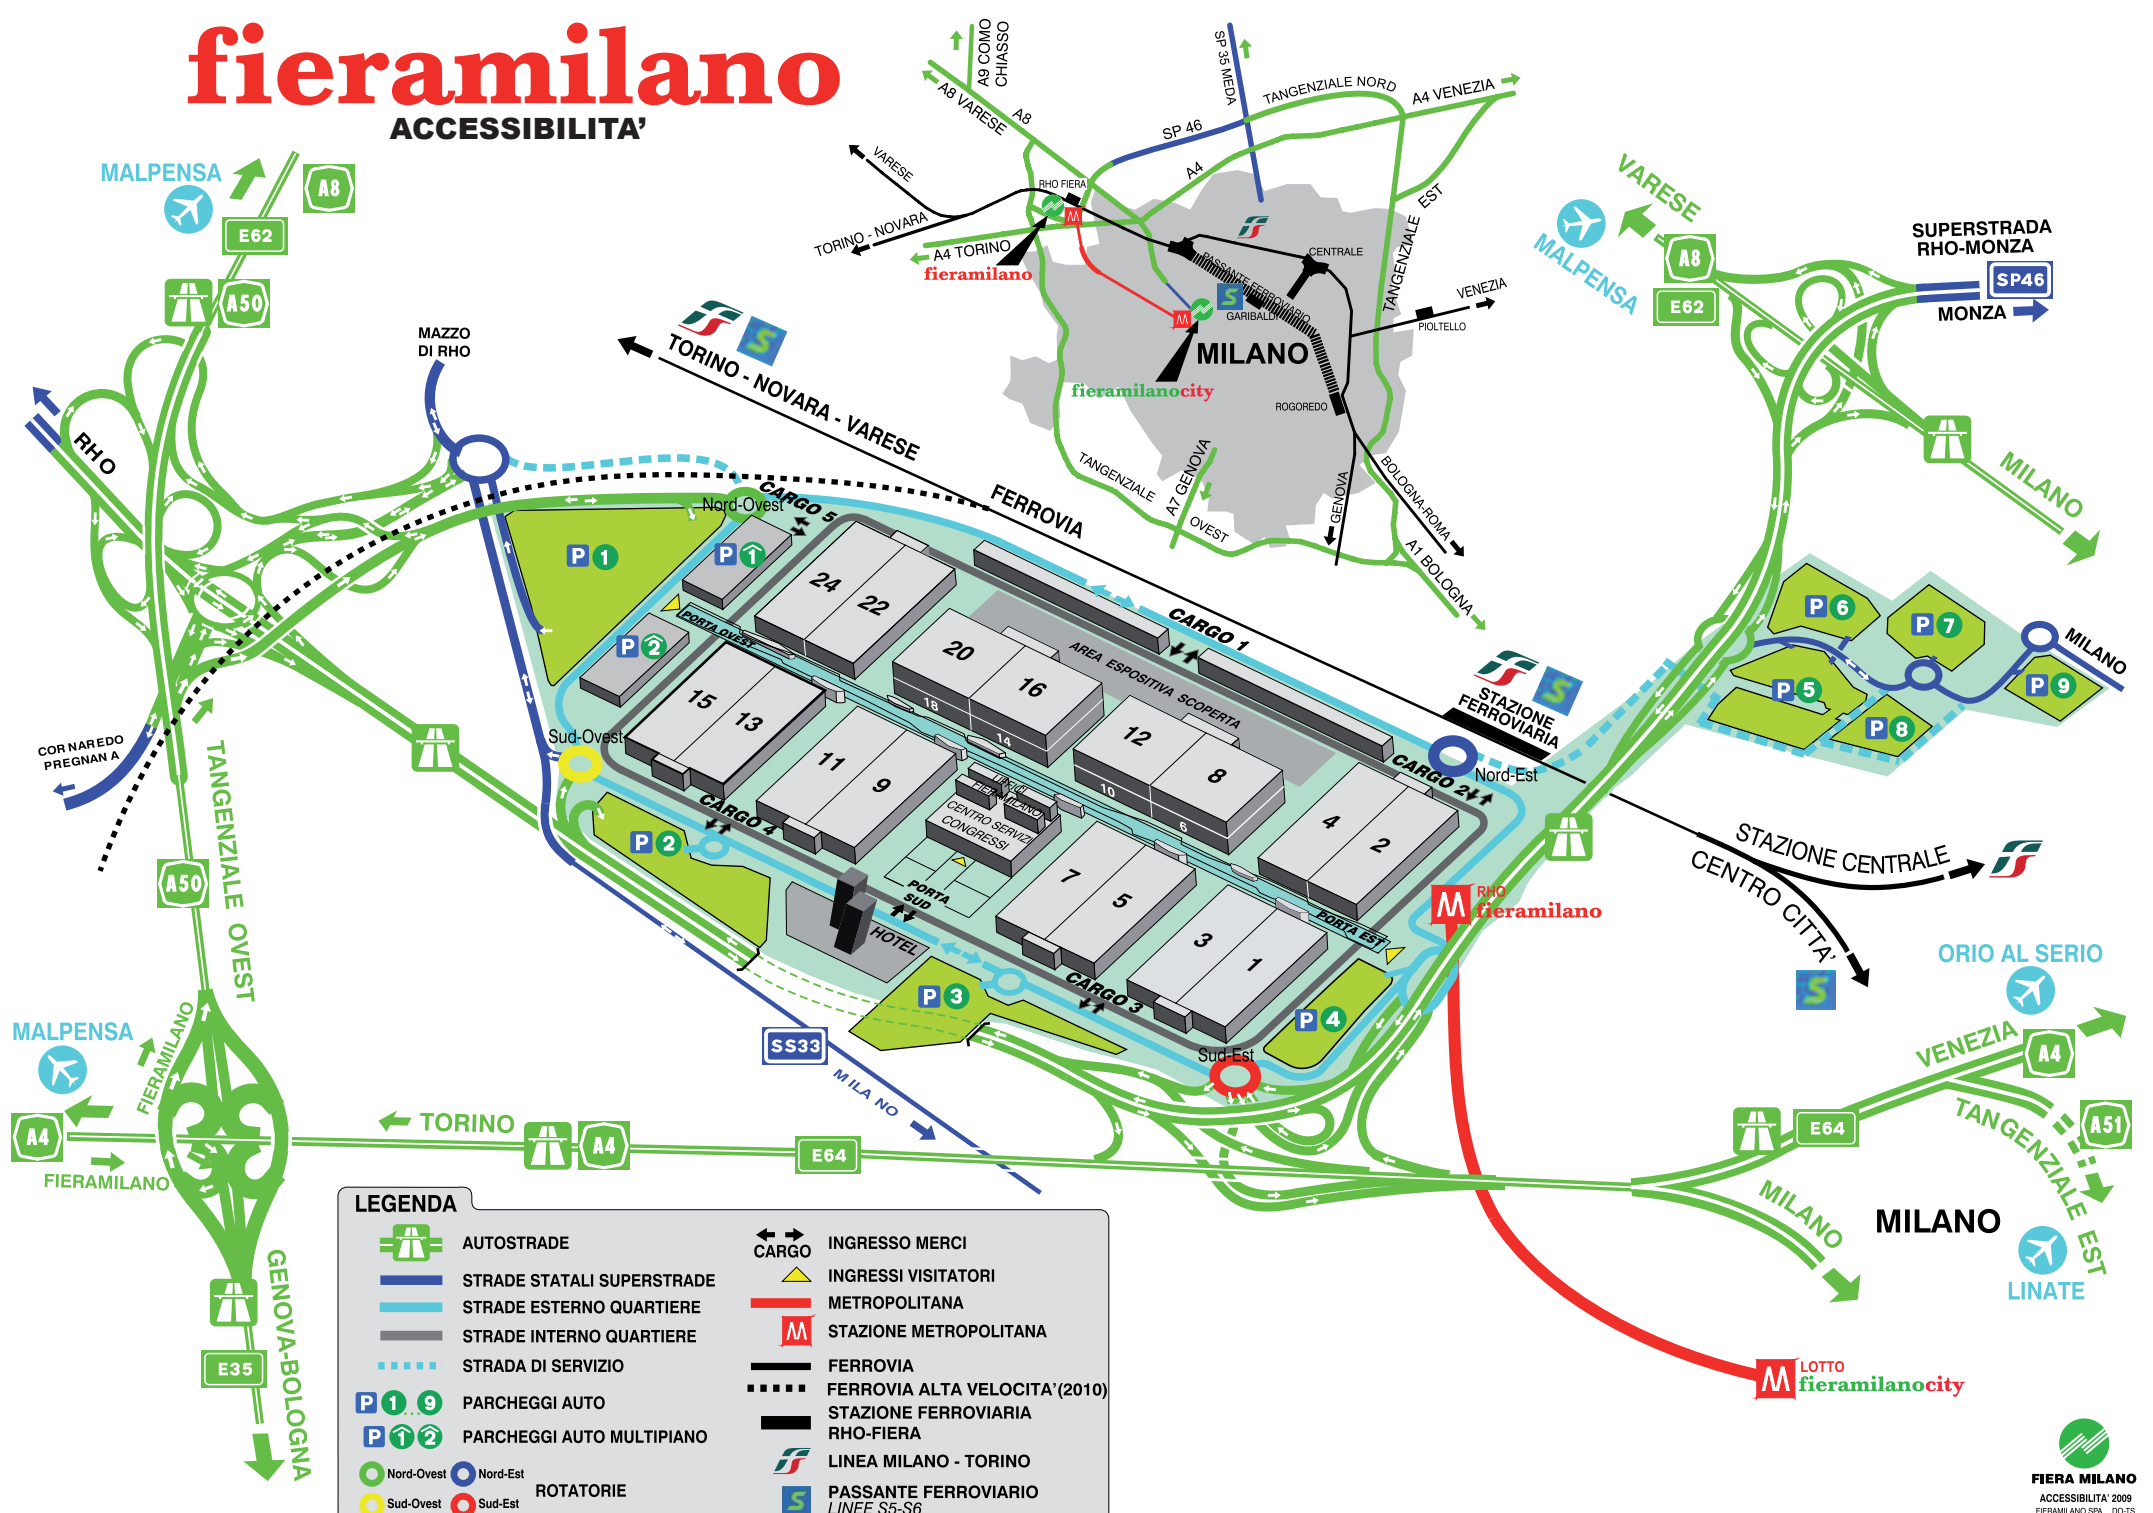 fieramilano
ACCESSIBILITA'
MALPENSA
A8
E62
A50
MAZZO
DI RHO
RHO
CORNAREDO
PREGNANA
TANGENZIALE OVEST
A50
FIERAMILANO
MALPENSA
A4
FIERAMILANO
TORINO
A4
E64
GENOVA-BOLOGNA
E35
A9 COMO
CHIASSO
A8 VARESE
A8
SP 35 MEDA
TANGENZIALE NORD
A4 VENEZIA
SP 46
A4
VARESE
RHO FIERA
M
TORINO - NOVARA
A4 TORINO
fieramilano
TANGENZIALE
EST
CENTRALE
PASSANTE FERROVIARIO
S
GARIBALDI
M
VENEZIA
PIOLTELLO
MILANO
fieramilanocity
ROGOREDO
TANGENZIALE
OVEST
A7 GENOVA
GENOVA
BOLOGNA-ROMA
A1 BOLOGNA
VARESE
MALPENSA
A8
E62
SUPERSTRADA
RHO-MONZA
SP46
MONZA
MILANO
S
TORINO - NOVARA - VARESE
FERROVIA
Nord-Ovest
CARGO 5
P 1
P 1
P 2
PORTA OVEST
24
22
20
16
18
14
15
13
11
9
12
8
10
6
4
2
7
5
3
1
AREA ESPOSITIVA SCOPERTA
CARGO 1
UFFICI
FIERAMILANO
CENTRO SERVIZI
CONGRESSI
Sud-Ovest
CARGO 4
P 2
PORTA
SUD
HOTEL
P 3
CARGO 3
PORTA EST
P 4
Sud-Est
CARGO 2
Nord-Est
S
STAZIONE
FERROVIARIA
P 6
P 7
P 5
P 8
P 9
MILANO
STAZIONE CENTRALE
CENTRO CITTA'
S
M
RHO
fieramilano
SS33
MILANO
ORIO AL SERIO
VENEZIA
A4
E64
TANGENZIALE EST
A51
MILANO
MILANO
LINATE
M
LOTTO
fieramilanocity
LEGENDA
AUTOSTRADE
STRADE STATALI SUPERSTRADE
STRADE ESTERNO QUARTIERE
STRADE INTERNO QUARTIERE
STRADA DI SERVIZIO
P 1...9 PARCHEGGI AUTO
P 1 2 PARCHEGGI AUTO MULTIPIANO
Nord-Ovest Nord-Est
ROTATORIE
Sud-Ovest Sud-Est
CARGO INGRESSO MERCI
INGRESSI VISITATORI
METROPOLITANA
M STAZIONE METROPOLITANA
FERROVIA
FERROVIA ALTA VELOCITA'(2010)
STAZIONE FERROVIARIA
RHO-FIERA
LINEA MILANO - TORINO
S PASSANTE FERROVIARIO
LINEE S5-S6
FIERA MILANO
ACCESSIBILITA' 2009
FIERAMILANO SPA DO-TS